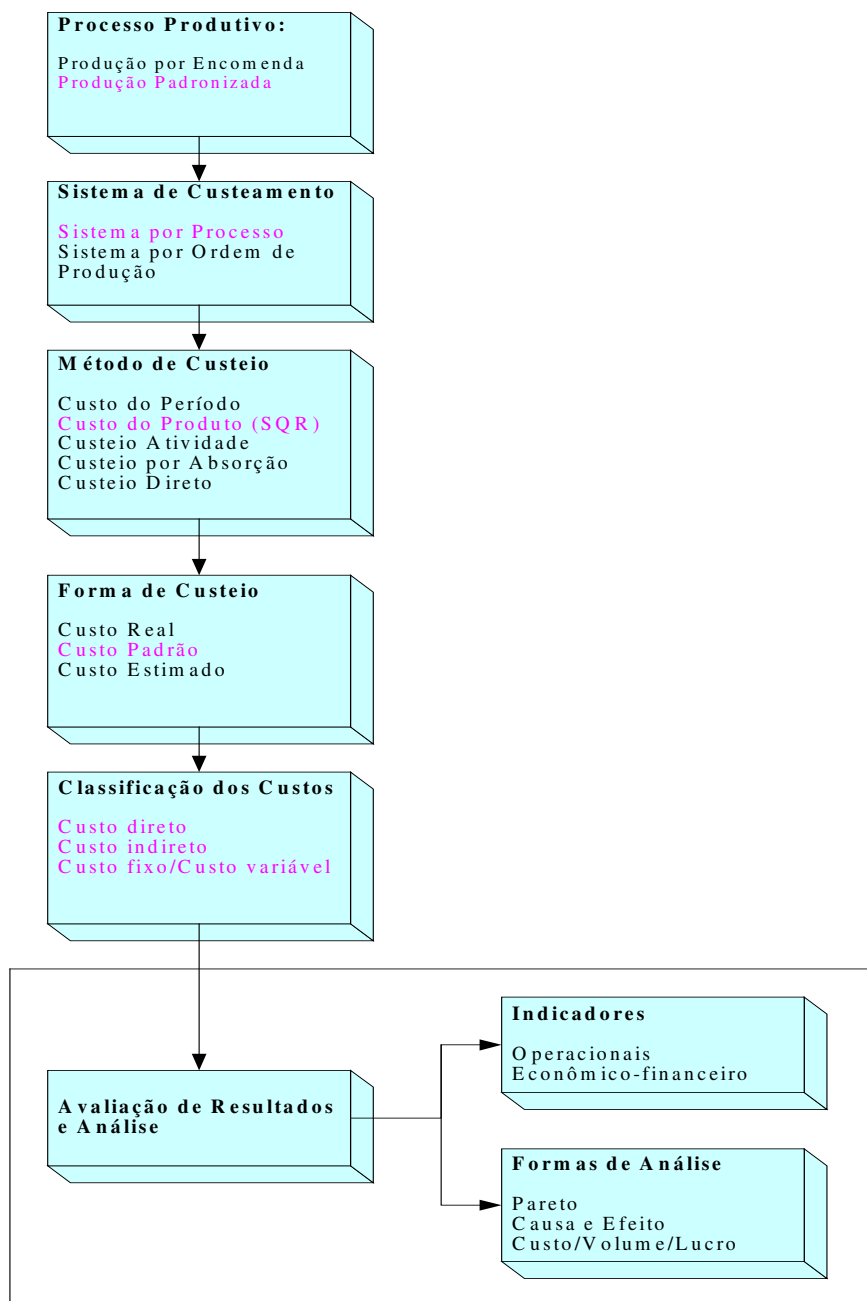 Processo Produtivo:
Produção por Encomenda
Produção Padronizada
Sistema de Custeamento
Sistema por Processo
Sistema por Ordem de
Produção
Método de Custeio
Custo do Período
Custo do Produto (SQR)
Custeio Atividade
Custeio por Absorção
Custeio Direto
Forma de Custeio
Custo Real
Custo Padrão
Custo Estimado
Classificação dos Custos
Custo direto
Custo indireto
Custo fixo/Custo variável
Avaliação de Resultados
e Análise
Indicadores
Operacionais
Econômico-financeiro
Formas de Análise
Pareto
Causa e Efeito
Custo/Volume/Lucro